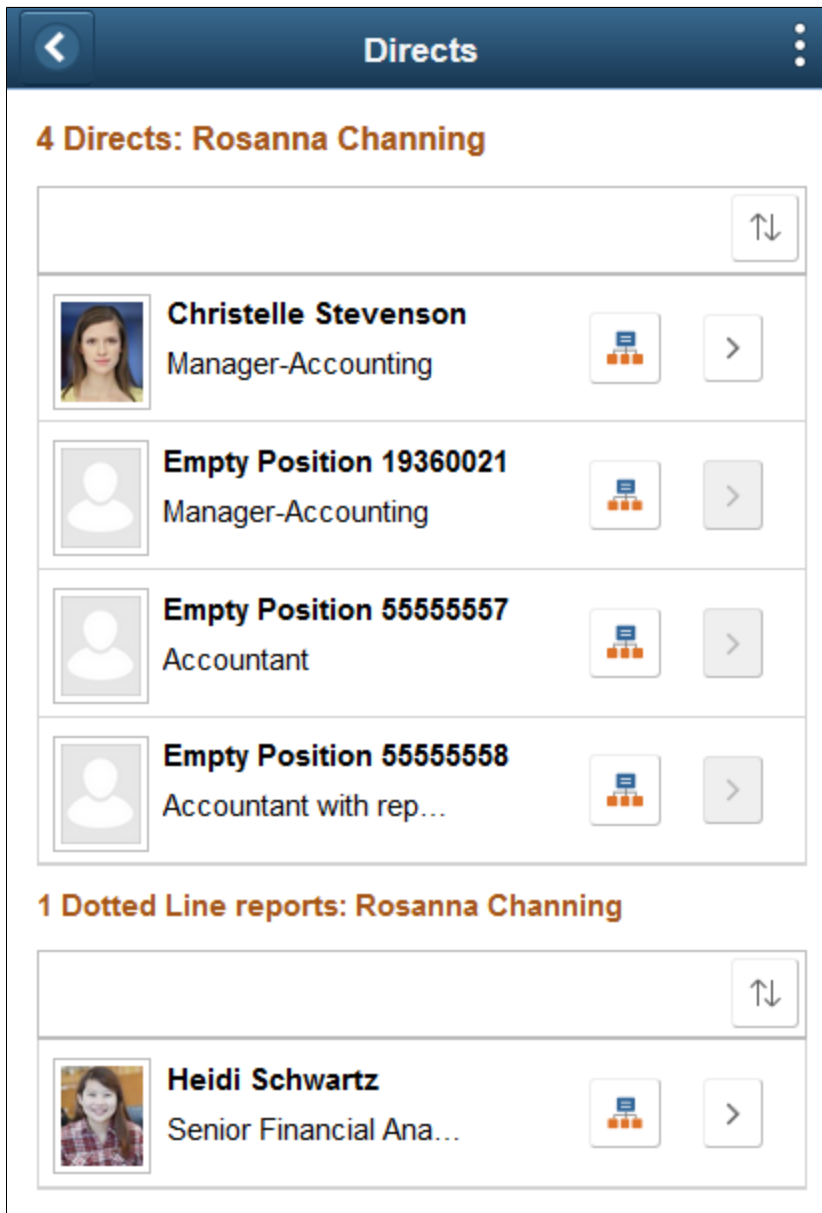 Directs
4 Directs: Rosanna Channing
Christelle Stevenson
Manager-Accounting
Empty Position 19360021
Manager-Accounting
Empty Position 55555557
Accountant
Empty Position 55555558
Accountant with rep...
1 Dotted Line reports: Rosanna Channing
Heidi Schwartz
Senior Financial Ana...